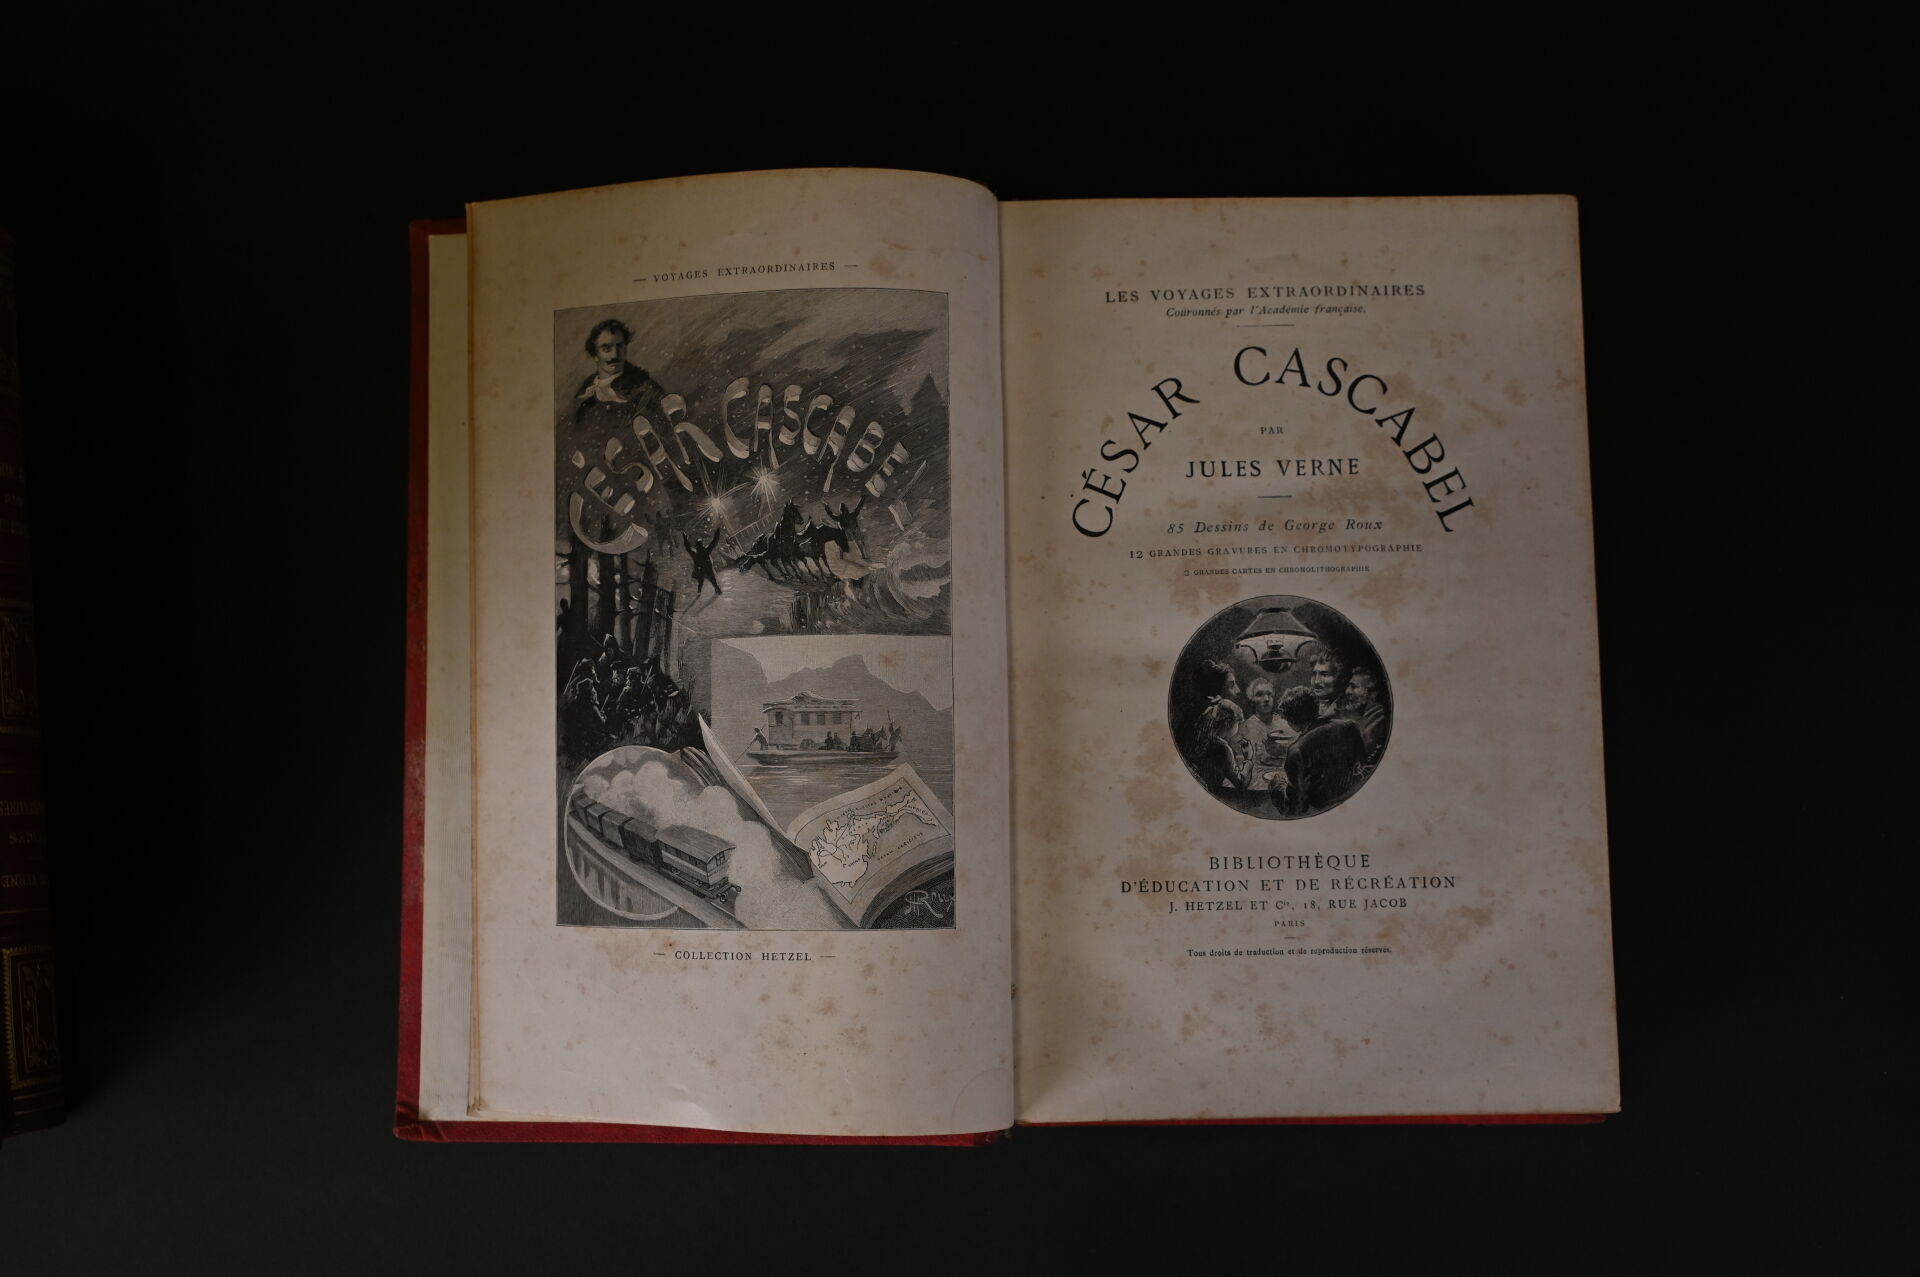 — VOYAGES EXTRAORDINAIRES —
CÉSAR CASCABEL
G. ROUX
— COLLECTION HETZEL —
LES VOYAGES EXTRAORDINAIRES
Couronnés par l'Académie française.
CÉSAR CASCABEL
PAR
JULES VERNE
85 Dessins de George Roux
12 GRANDES GRAVURES EN CHROMOTYPOGRAPHIE
2 GRANDES CARTES EN CHROMOLITHOGRAPHIE
BIBLIOTHÈQUE
D'ÉDUCATION ET DE RÉCRÉATION
J. HETZEL ET Cie, 18, RUE JACOB
PARIS
Tous droits de traduction et de reproduction réservés.